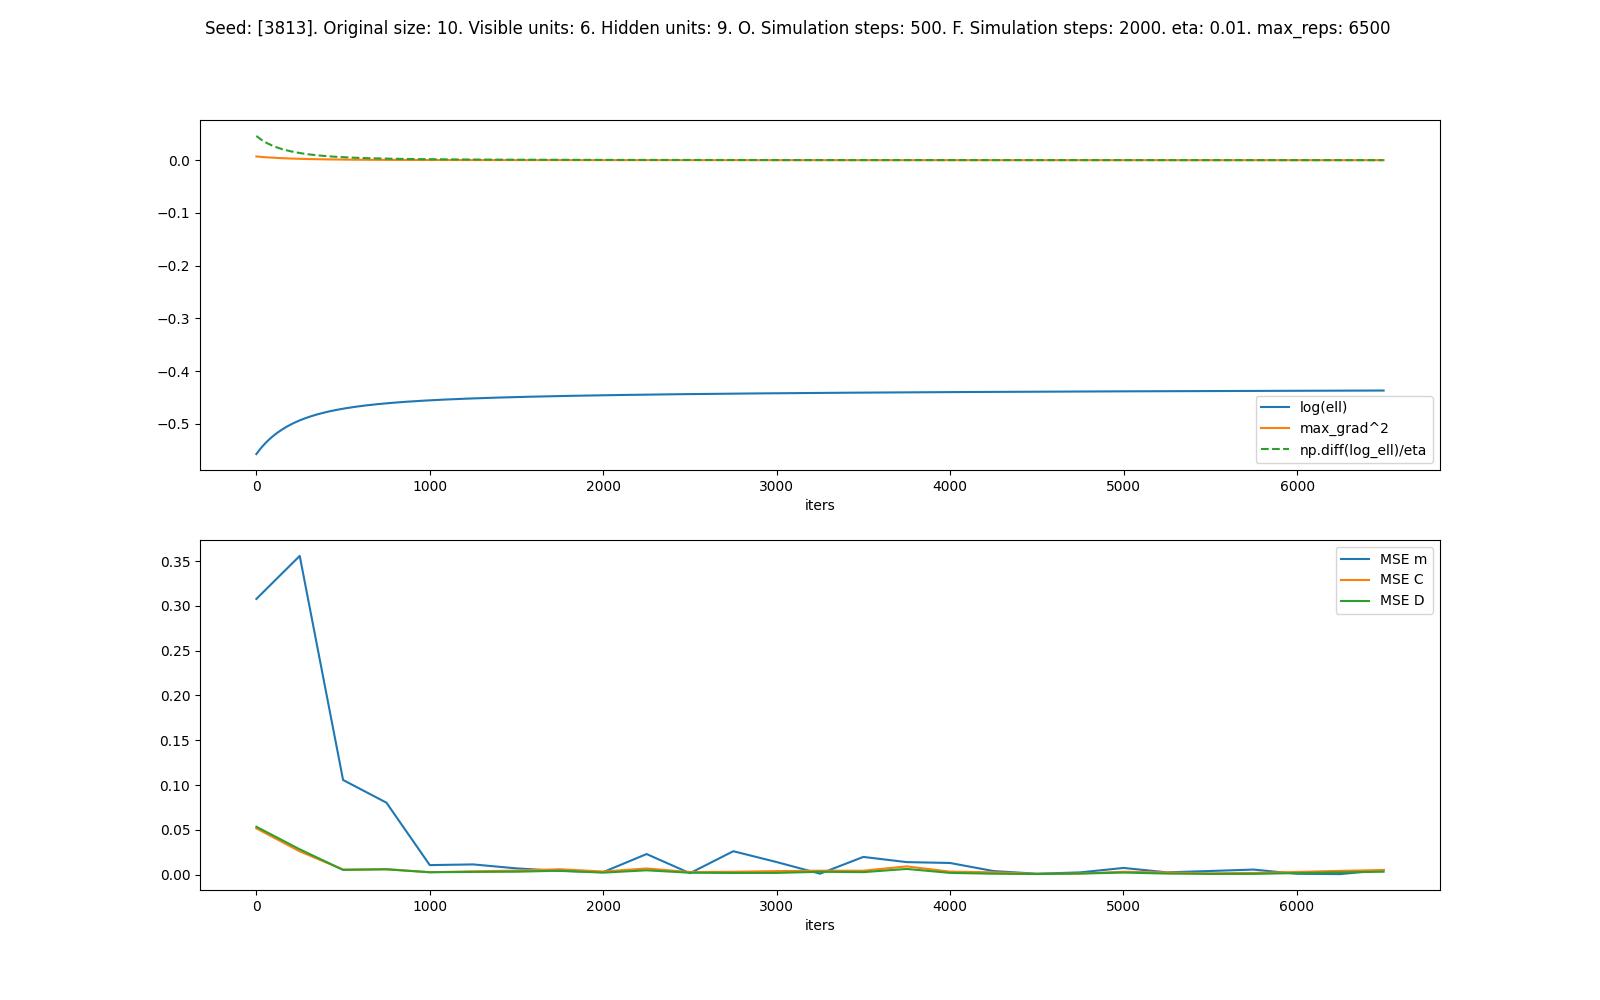 Seed: [3813]. Original size: 10. Visible units: 6. Hidden units: 9. O. Simulation steps: 500. F. Simulation steps: 2000. eta: 0.01. max_reps: 6500
0.0
−0.1
−0.2
−0.3
−0.4
−0.5
log(ell)
max_grad^2
np.diff(log_ell)/eta
0 1000 2000 3000 4000 5000 6000
iters
0.35
0.30
0.25
0.20
0.15
0.10
0.05
0.00
MSE m
MSE C
MSE D
0 1000 2000 3000 4000 5000 6000
iters